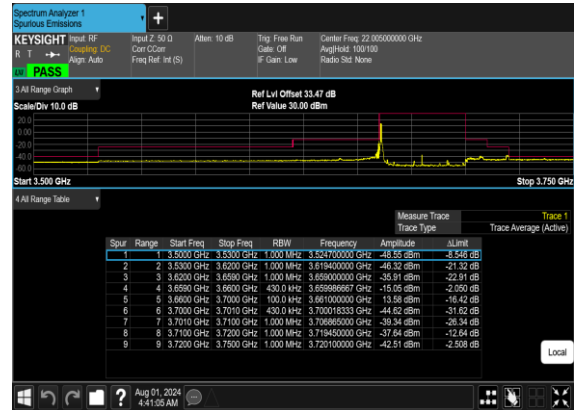 Spectrum Analyzer 1
Spurious Emissions
+
KEYSIGHT Input: RF Input Z: 50 Ω Atten: 10 dB Trig: Free Run Center Freq: 22.005000000 GHz
R T Coupling: DC Corr CCorr Gate: Off Avg|Hold: 100/100
Align: Auto Freq Ref: Int (S) IF Gain: Low Radio Std: None
LXI PASS
3 All Range Graph Ref Lvl Offset 33.47 dB
Scale/Div 10.0 dB Ref Value 30.00 dBm
20.0
0.00
-20.0
-40.0
-60.0
Start 3.500 GHz Stop 3.750 GHz
4 All Range Table
Measure Trace Trace 1
Trace Type Trace Average (Active)
Spur Range Start Freq Stop Freq RBW Frequency Amplitude ΔLimit
1 1 3.5000 GHz 3.5300 GHz 1.000 MHz 3.524700000 GHz -48.55 dBm -8.546 dB
2 2 3.5300 GHz 3.6200 GHz 1.000 MHz 3.619400000 GHz -46.32 dBm -21.32 dB
3 3 3.6200 GHz 3.6590 GHz 1.000 MHz 3.659000000 GHz -35.91 dBm -22.91 dB
4 4 3.6590 GHz 3.6600 GHz 430.0 kHz 3.659986667 GHz -15.05 dBm -2.050 dB
5 5 3.6600 GHz 3.7000 GHz 100.0 kHz 3.661000000 GHz 13.58 dBm -16.42 dB
6 6 3.7000 GHz 3.7010 GHz 430.0 kHz 3.700018333 GHz -44.62 dBm -31.62 dB
7 7 3.7010 GHz 3.7100 GHz 1.000 MHz 3.706865000 GHz -39.34 dBm -26.34 dB
8 8 3.7100 GHz 3.7200 GHz 1.000 MHz 3.719450000 GHz -37.64 dBm -12.64 dB
9 9 3.7200 GHz 3.7500 GHz 1.000 MHz 3.720100000 GHz -42.51 dBm -2.508 dB
Local
? Aug 01, 2024
4:41:05 AM